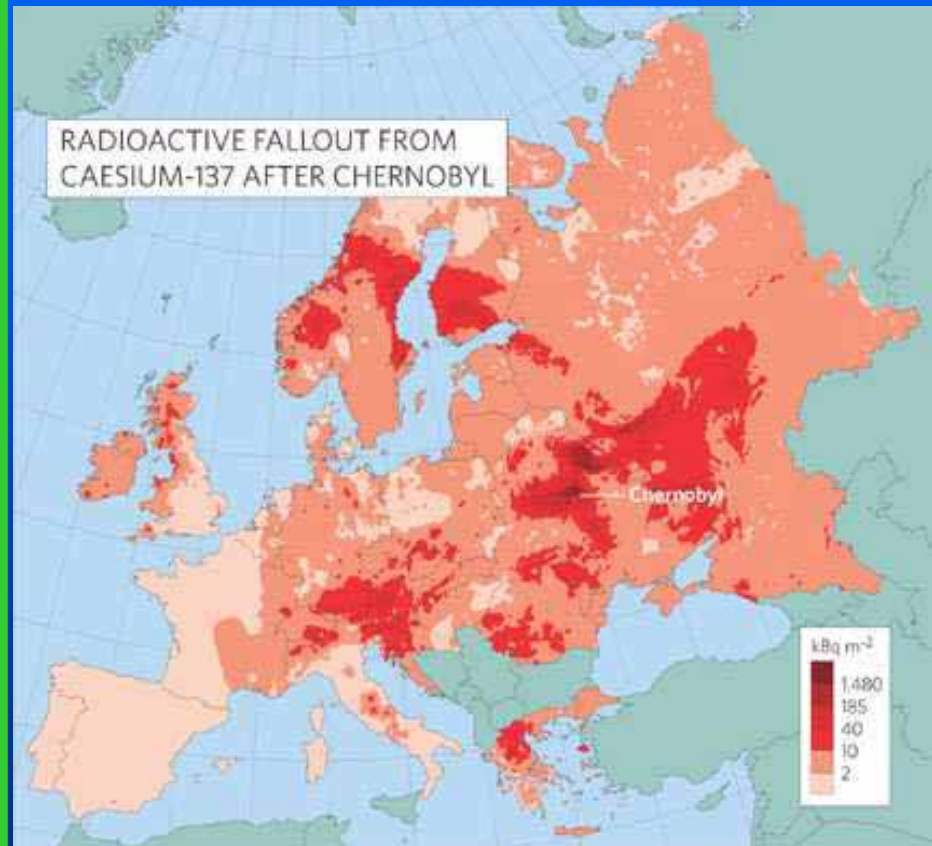 RADIOACTIVE FALLOUT FROM
CAESIUM-137 AFTER CHERNOBYL
Chernobyl
kBq m⁻²
1,480
185
40
10
2